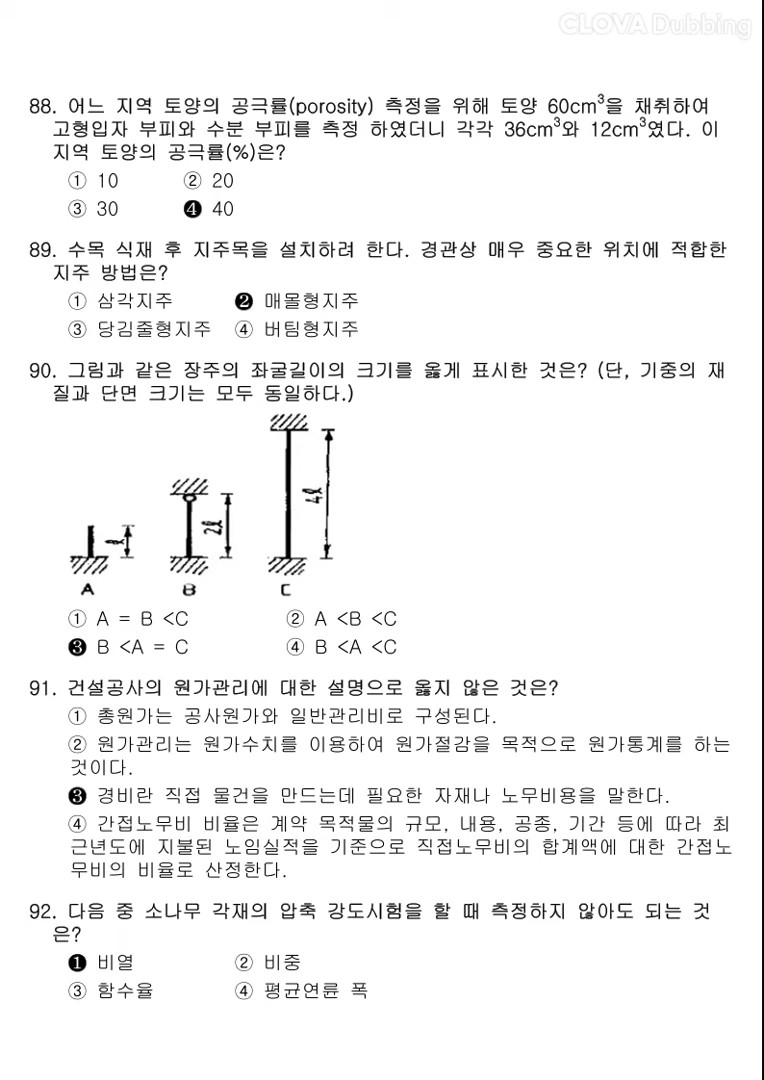 CLOVA Dubbing
88. 어느 지역 토양의 공극률(porosity) 측정을 위해 토양 60cm³을 채취하여
고형입자 부피와 수분 부피를 측정 하였더니 각각 36cm³와 12cm³였다. 이
지역 토양의 공극률(%)은?
① 10 ② 20
③ 30 ❹ 40
89. 수목 식재 후 지주목을 설치하려 한다. 경관상 매우 중요한 위치에 적합한
지주 방법은?
① 삼각지주 ❷ 매몰형지주
③ 당김줄형지주 ④ 버팀형지주
90. 그림과 같은 장주의 좌굴길이의 크기를 옳게 표시한 것은? (단, 기중의 재
질과 단면 크기는 모두 동일하다.)
ℓ 2ℓ 4ℓ
A B C
① A = B <C ② A <B <C
❸ B <A = C ④ B <A <C
91. 건설공사의 원가관리에 대한 설명으로 옳지 않은 것은?
① 총원가는 공사원가와 일반관리비로 구성된다.
② 원가관리는 원가수치를 이용하여 원가절감을 목적으로 원가통계를 하는
것이다.
❸ 경비란 직접 물건을 만드는데 필요한 자재나 노무비용을 말한다.
④ 간접노무비 비율은 계약 목적물의 규모, 내용, 공종, 기간 등에 따라 최
근년도에 지불된 노임실적을 기준으로 직접노무비의 합계액에 대한 간접노
무비의 비율로 산정한다.
92. 다음 중 소나무 각재의 압축 강도시험을 할 때 측정하지 않아도 되는 것
은?
❶ 비열 ② 비중
③ 함수율 ④ 평균연륜 폭